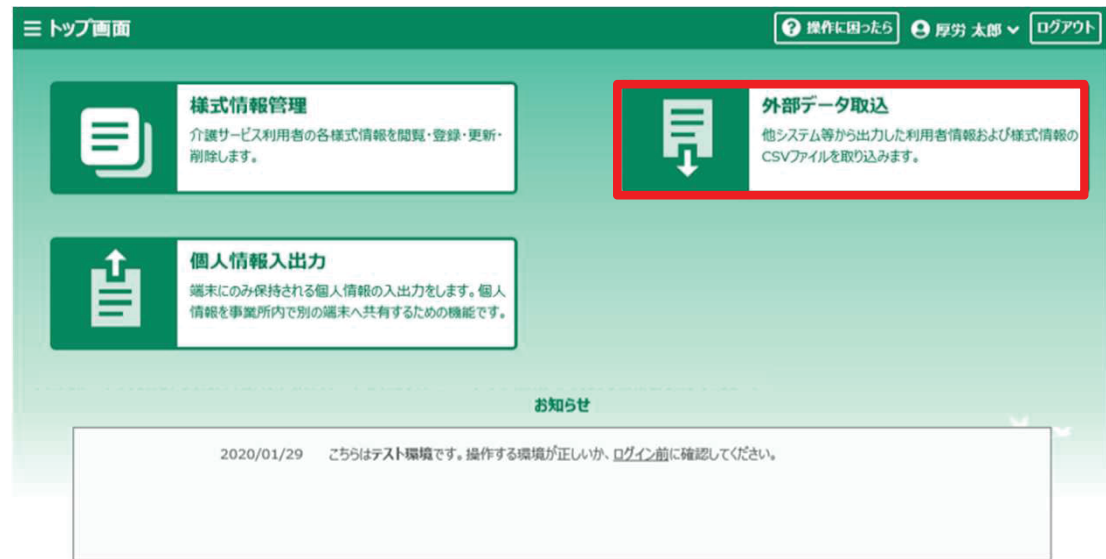 トップ画面
操作に困ったら
厚労 太郎
ログアウト
様式情報管理
介護サービス利用者の各様式情報を閲覧・登録・更新・
削除します。
外部データ取込
他システム等から出力した利用者情報および様式情報の
CSVファイルを取り込みます。
個人情報入出力
端末にのみ保持される個人情報の入出力をします。個人
情報を事業所内で別の端末へ共有するための機能です。
お知らせ
2020/01/29 こちらはテスト環境です。操作する環境が正しいか、ログイン前に確認してください。